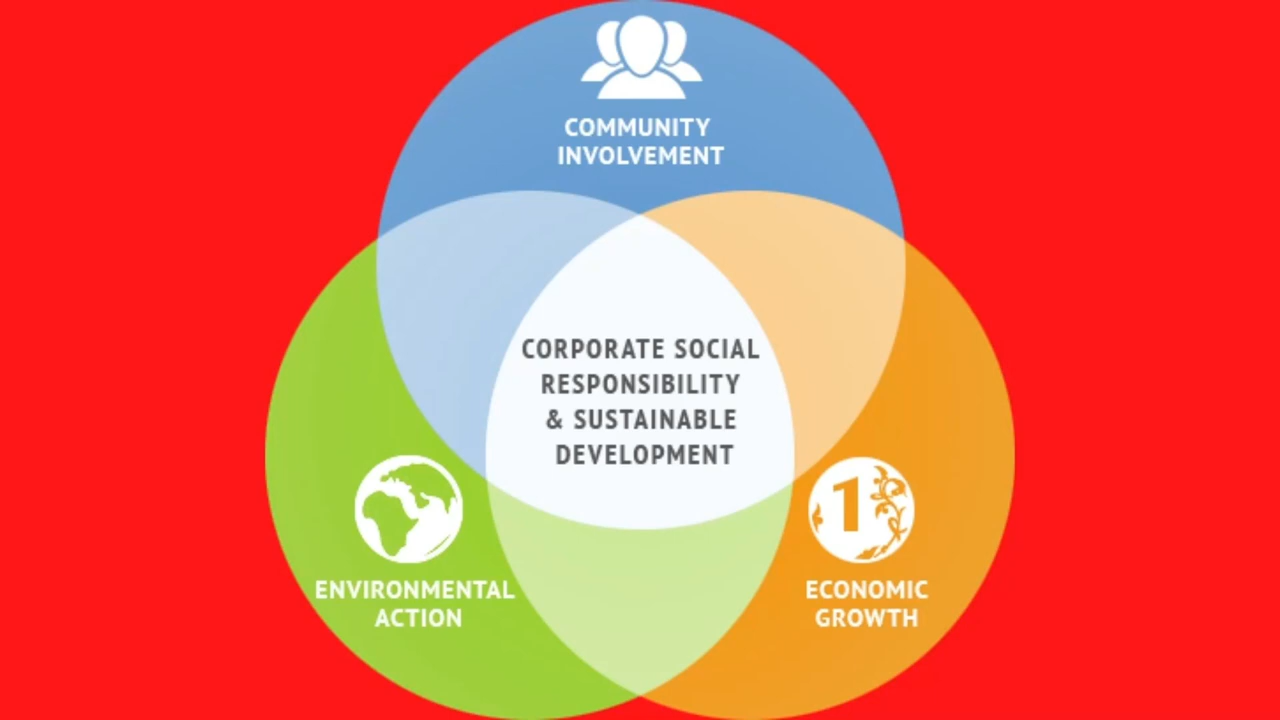 COMMUNITY
INVOLVEMENT
CORPORATE SOCIAL
RESPONSIBILITY
& SUSTAINABLE
DEVELOPMENT
1
ENVIRONMENTAL
ACTION
ECONOMIC
GROWTH